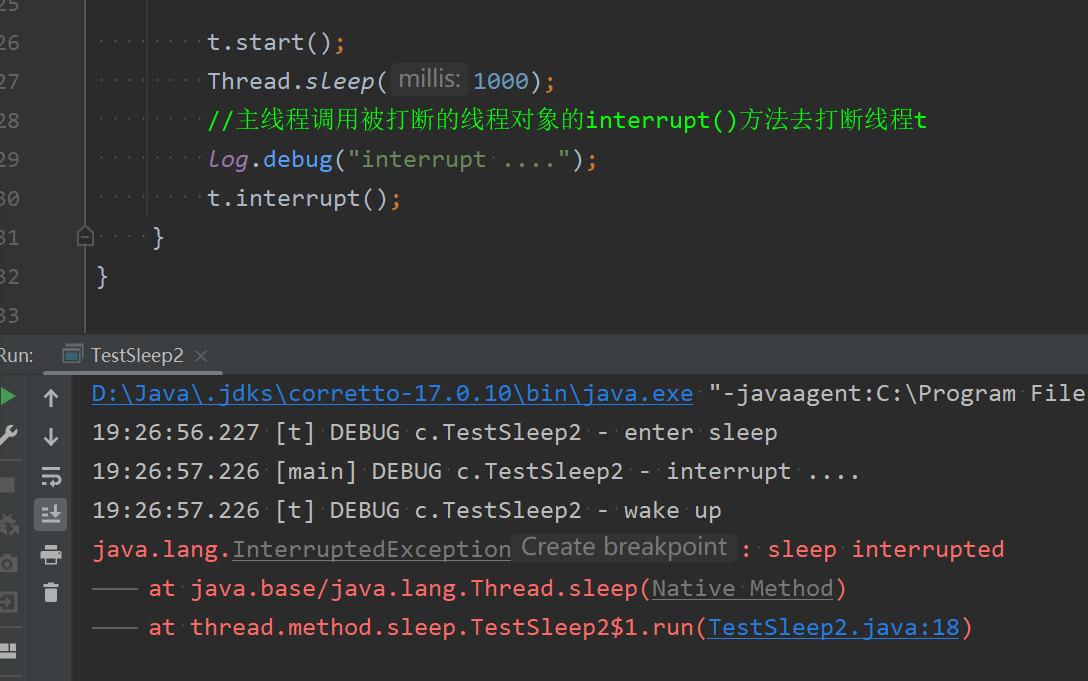 25
26 t.start();
27 Thread.sleep( millis: 1000);
28 //主线程调用被打断的线程对象的interrupt()方法去打断线程t
29 log.debug("interrupt ....");
30 t.interrupt();
31 }
32 }
33
Run: TestSleep2 ×
D:\Java\.jdks\corretto-17.0.10\bin\java.exe "-javaagent:C:\Program File
19:26:56.227 [t] DEBUG c.TestSleep2 - enter sleep
19:26:57.226 [main] DEBUG c.TestSleep2 - interrupt ....
19:26:57.226 [t] DEBUG c.TestSleep2 - wake up
java.lang.InterruptedException Create breakpoint : sleep interrupted
at java.base/java.lang.Thread.sleep(Native Method)
at thread.method.sleep.TestSleep2$1.run(TestSleep2.java:18)